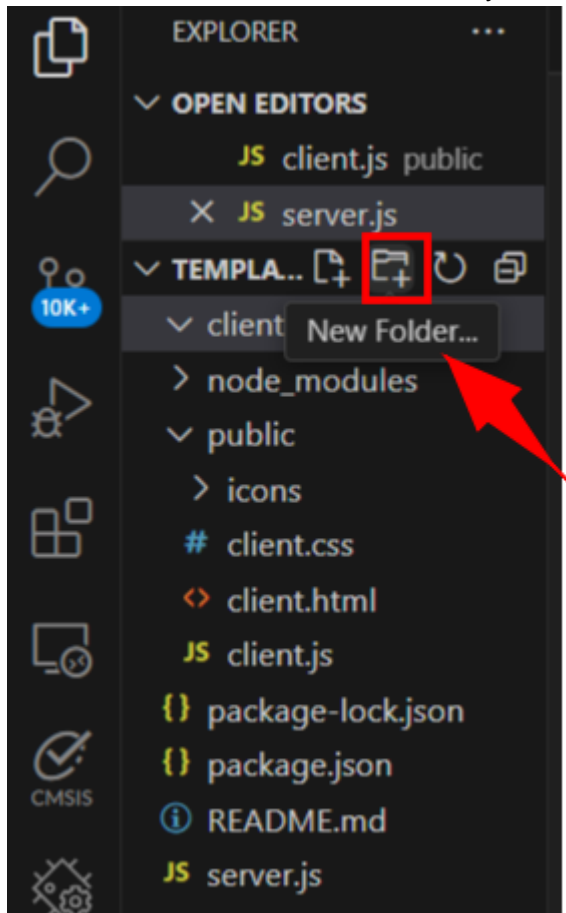 EXPLORER ...
OPEN EDITORS
JS client.js public
JS server.js
TEMPLA...
10K+
client
New Folder...
node_modules
public
icons
# client.css
<> client.html
JS client.js
{} package-lock.json
{} package.json
CMSIS
README.md
JS server.js